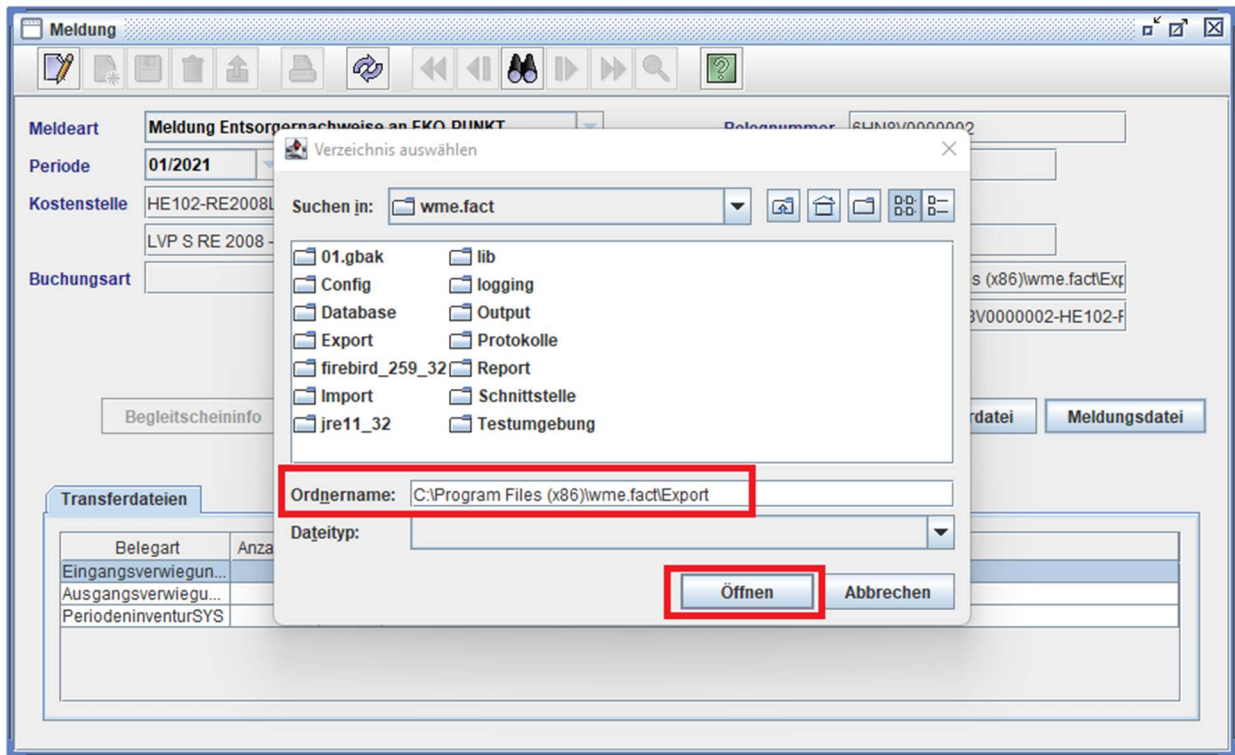 Meldung
Meldeart Meldung Entsorgernachweise an EKO-PUNKT Belegnummer 6HN8V0000002
Verzeichnis auswählen
Periode 01/2021
Kostenstelle HE102-RE2008L
Suchen in: wme.fact
LVP S RE 2008 -
01.gbak lib
Config logging
Buchungsart s (x86)\wme.fact\Exp
Database Output
V0000002-HE102-F
Export Protokolle
firebird_259_32 Report
Import Schnittstelle
jre11_32 Testumgebung
Begleitscheininfo rdatei Meldungsdatei
Ordnername: C:\Program Files (x86)\wme.fact\Export
Transferdateien
Dateityp:
Belegart Anza
Eingangsverwiegun...
Ausgangsverwiegu...
PeriodeninventurSYS
Öffnen Abbrechen